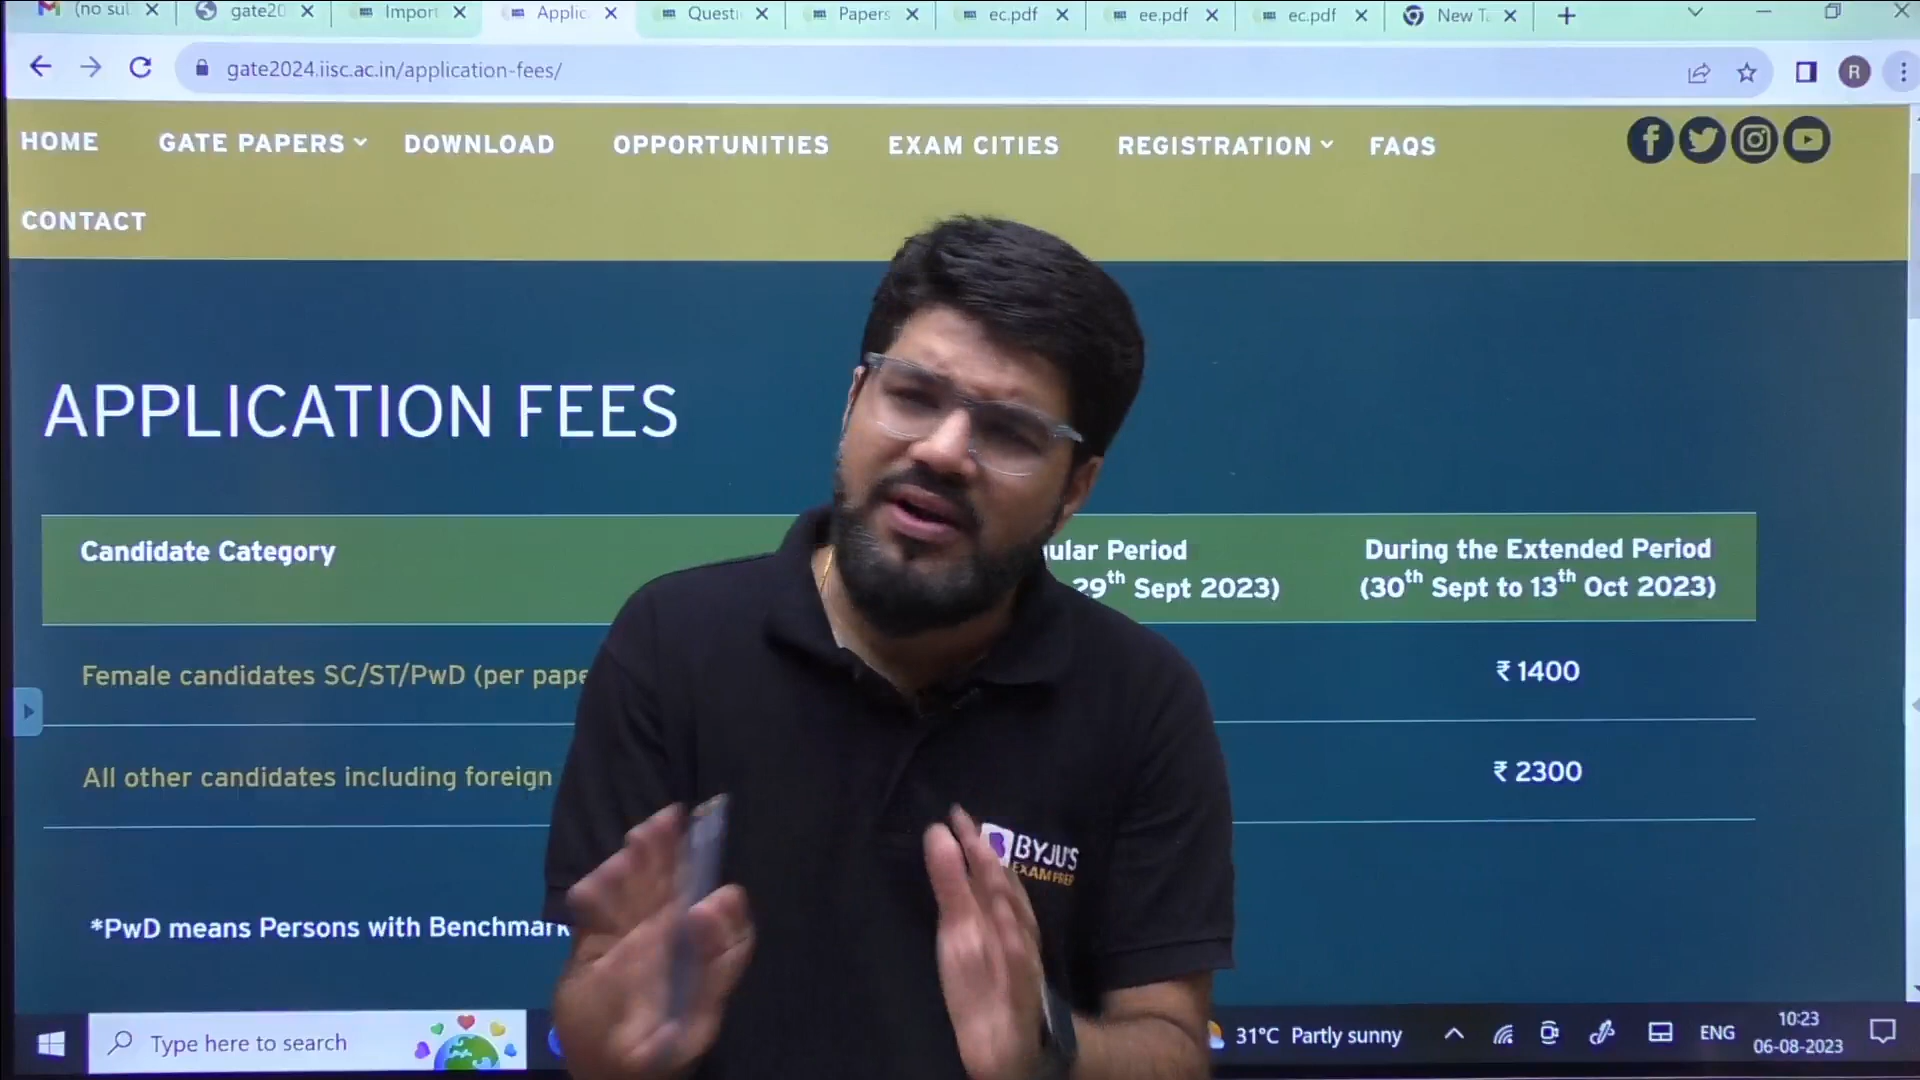 (no su
gate20
Import
Applic
Questi
Papers
ec.pdf
ee.pdf
ec.pdf
New Ta
gate2024.iisc.ac.in/application-fees/
R
HOME
GATE PAPERS
DOWNLOAD
OPPORTUNITIES
EXAM CITIES
REGISTRATION
FAQS
CONTACT
APPLICATION FEES
Candidate Category
ular Period
29th Sept 2023)
During the Extended Period
(30th Sept to 13th Oct 2023)
Female candidates SC/ST/PwD (per pape
₹ 1400
All other candidates including foreign
₹ 2300
*PwD means Persons with Benchmark
BYJU'S
EXAM PREP
Type here to search
31°C Partly sunny
ENG
10:23
06-08-2023